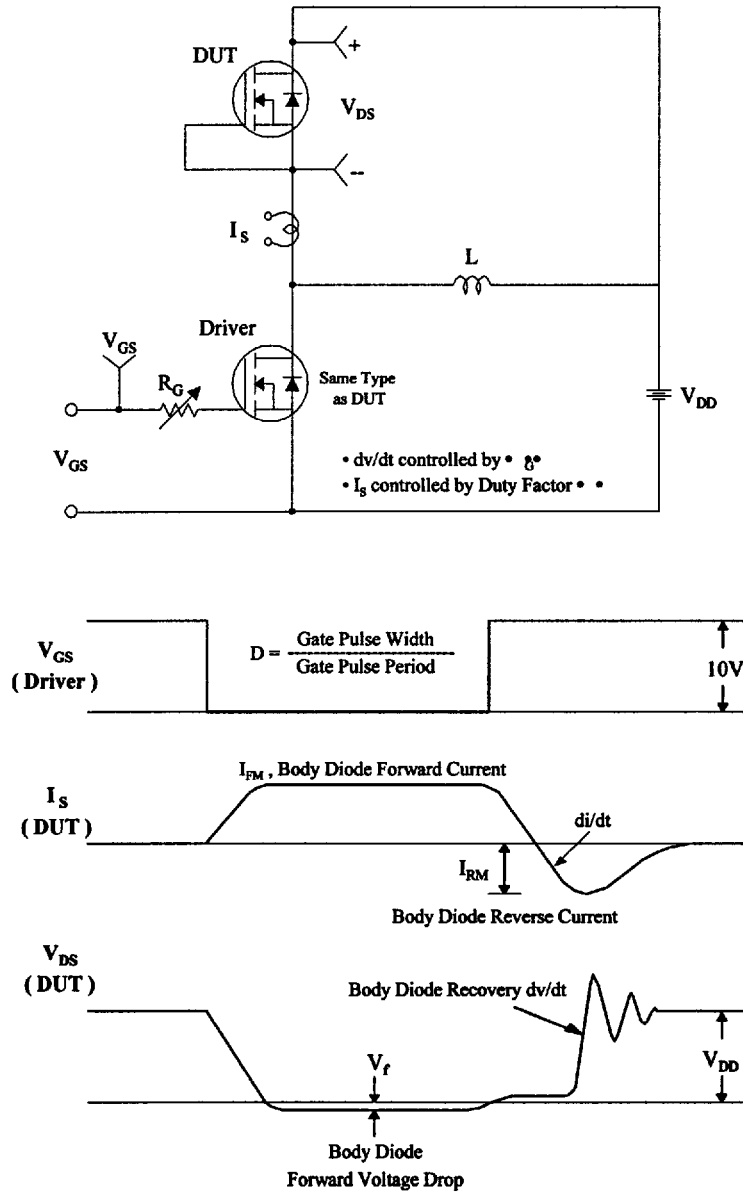 DUT
+
V_DS
--
I_S
L
Driver
V_GS
R_G
Same Type
as DUT
V_DD
V_GS
• dv/dt controlled by •
• I_S controlled by Duty Factor • •
V_GS
( Driver )
D = Gate Pulse Width
Gate Pulse Period
10V
I_FM , Body Diode Forward Current
I_S
( DUT )
di/dt
I_RM
Body Diode Reverse Current
V_DS
( DUT )
Body Diode Recovery dv/dt
V_f
V_DD
Body Diode
Forward Voltage Drop